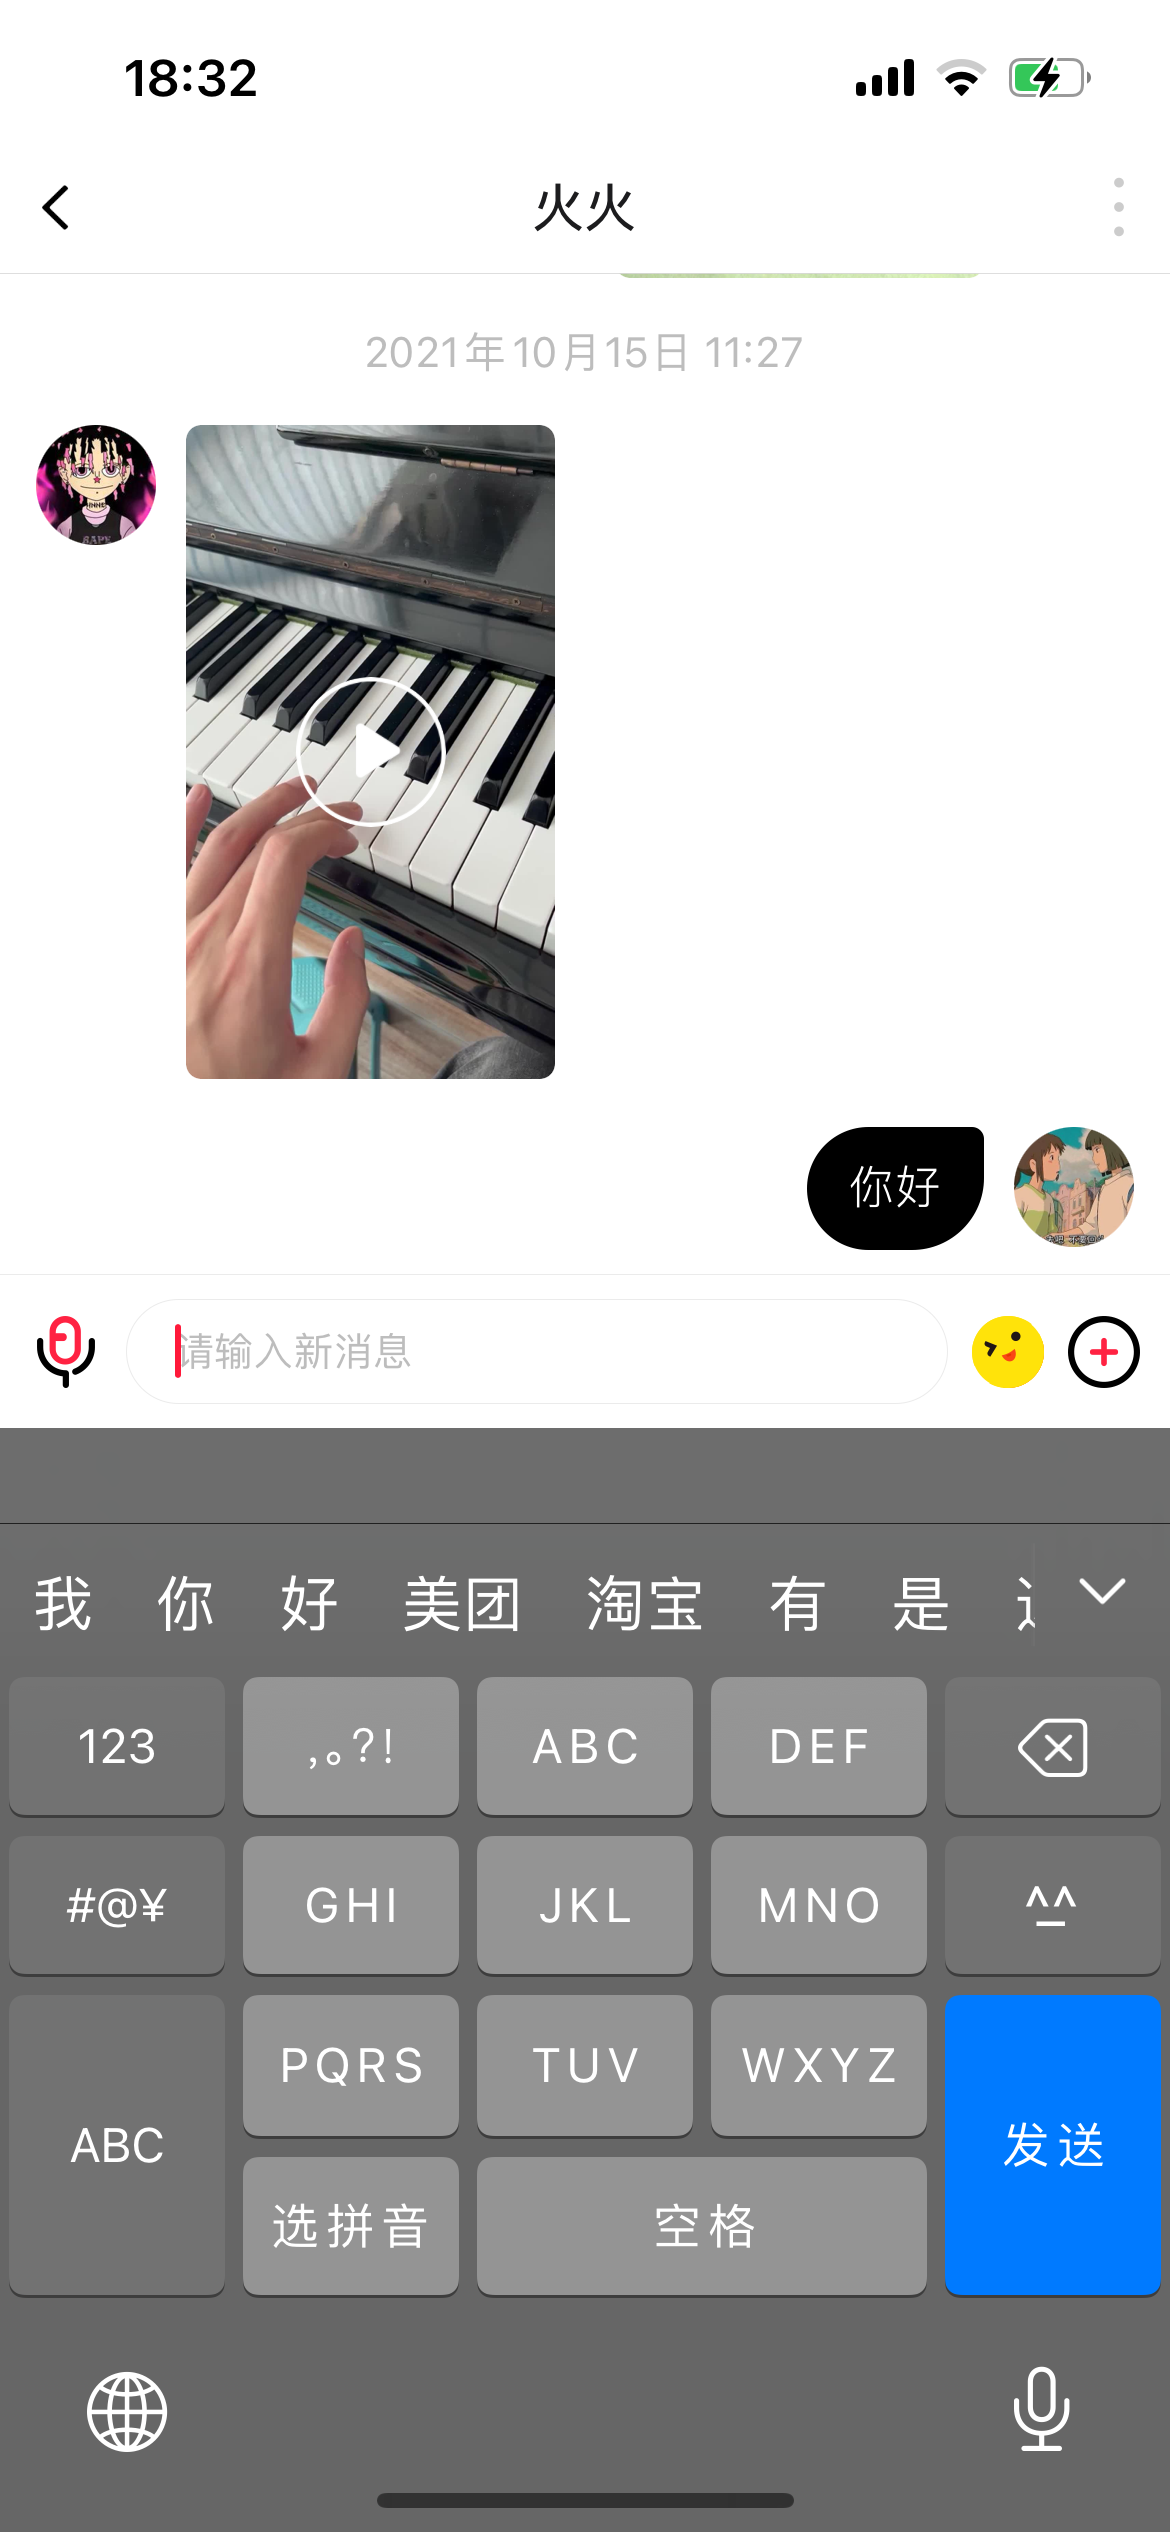 18:32
火火
2021年10月15日 11:27
你好
请输入新消息
我 你 好 美团 淘宝 有 是
123 ,。?! ABC DEF
#@¥ GHI JKL MNO ^^
ABC PQRS TUV WXYZ 发送
选拼音 空格